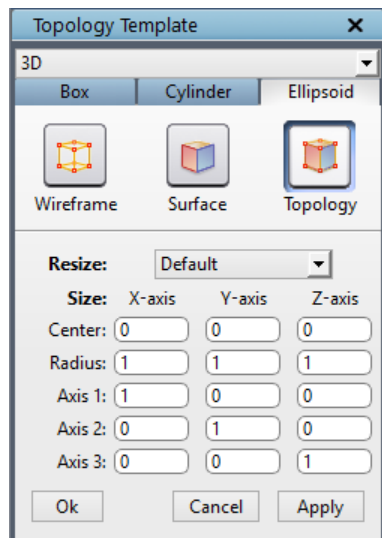 Topology Template
3D
Box Cylinder Ellipsoid
Wireframe Surface Topology
Resize: Default
Size: X-axis Y-axis Z-axis
Center: 0 0 0
Radius: 1 1 1
Axis 1: 1 0 0
Axis 2: 0 1 0
Axis 3: 0 0 1
Ok Cancel Apply